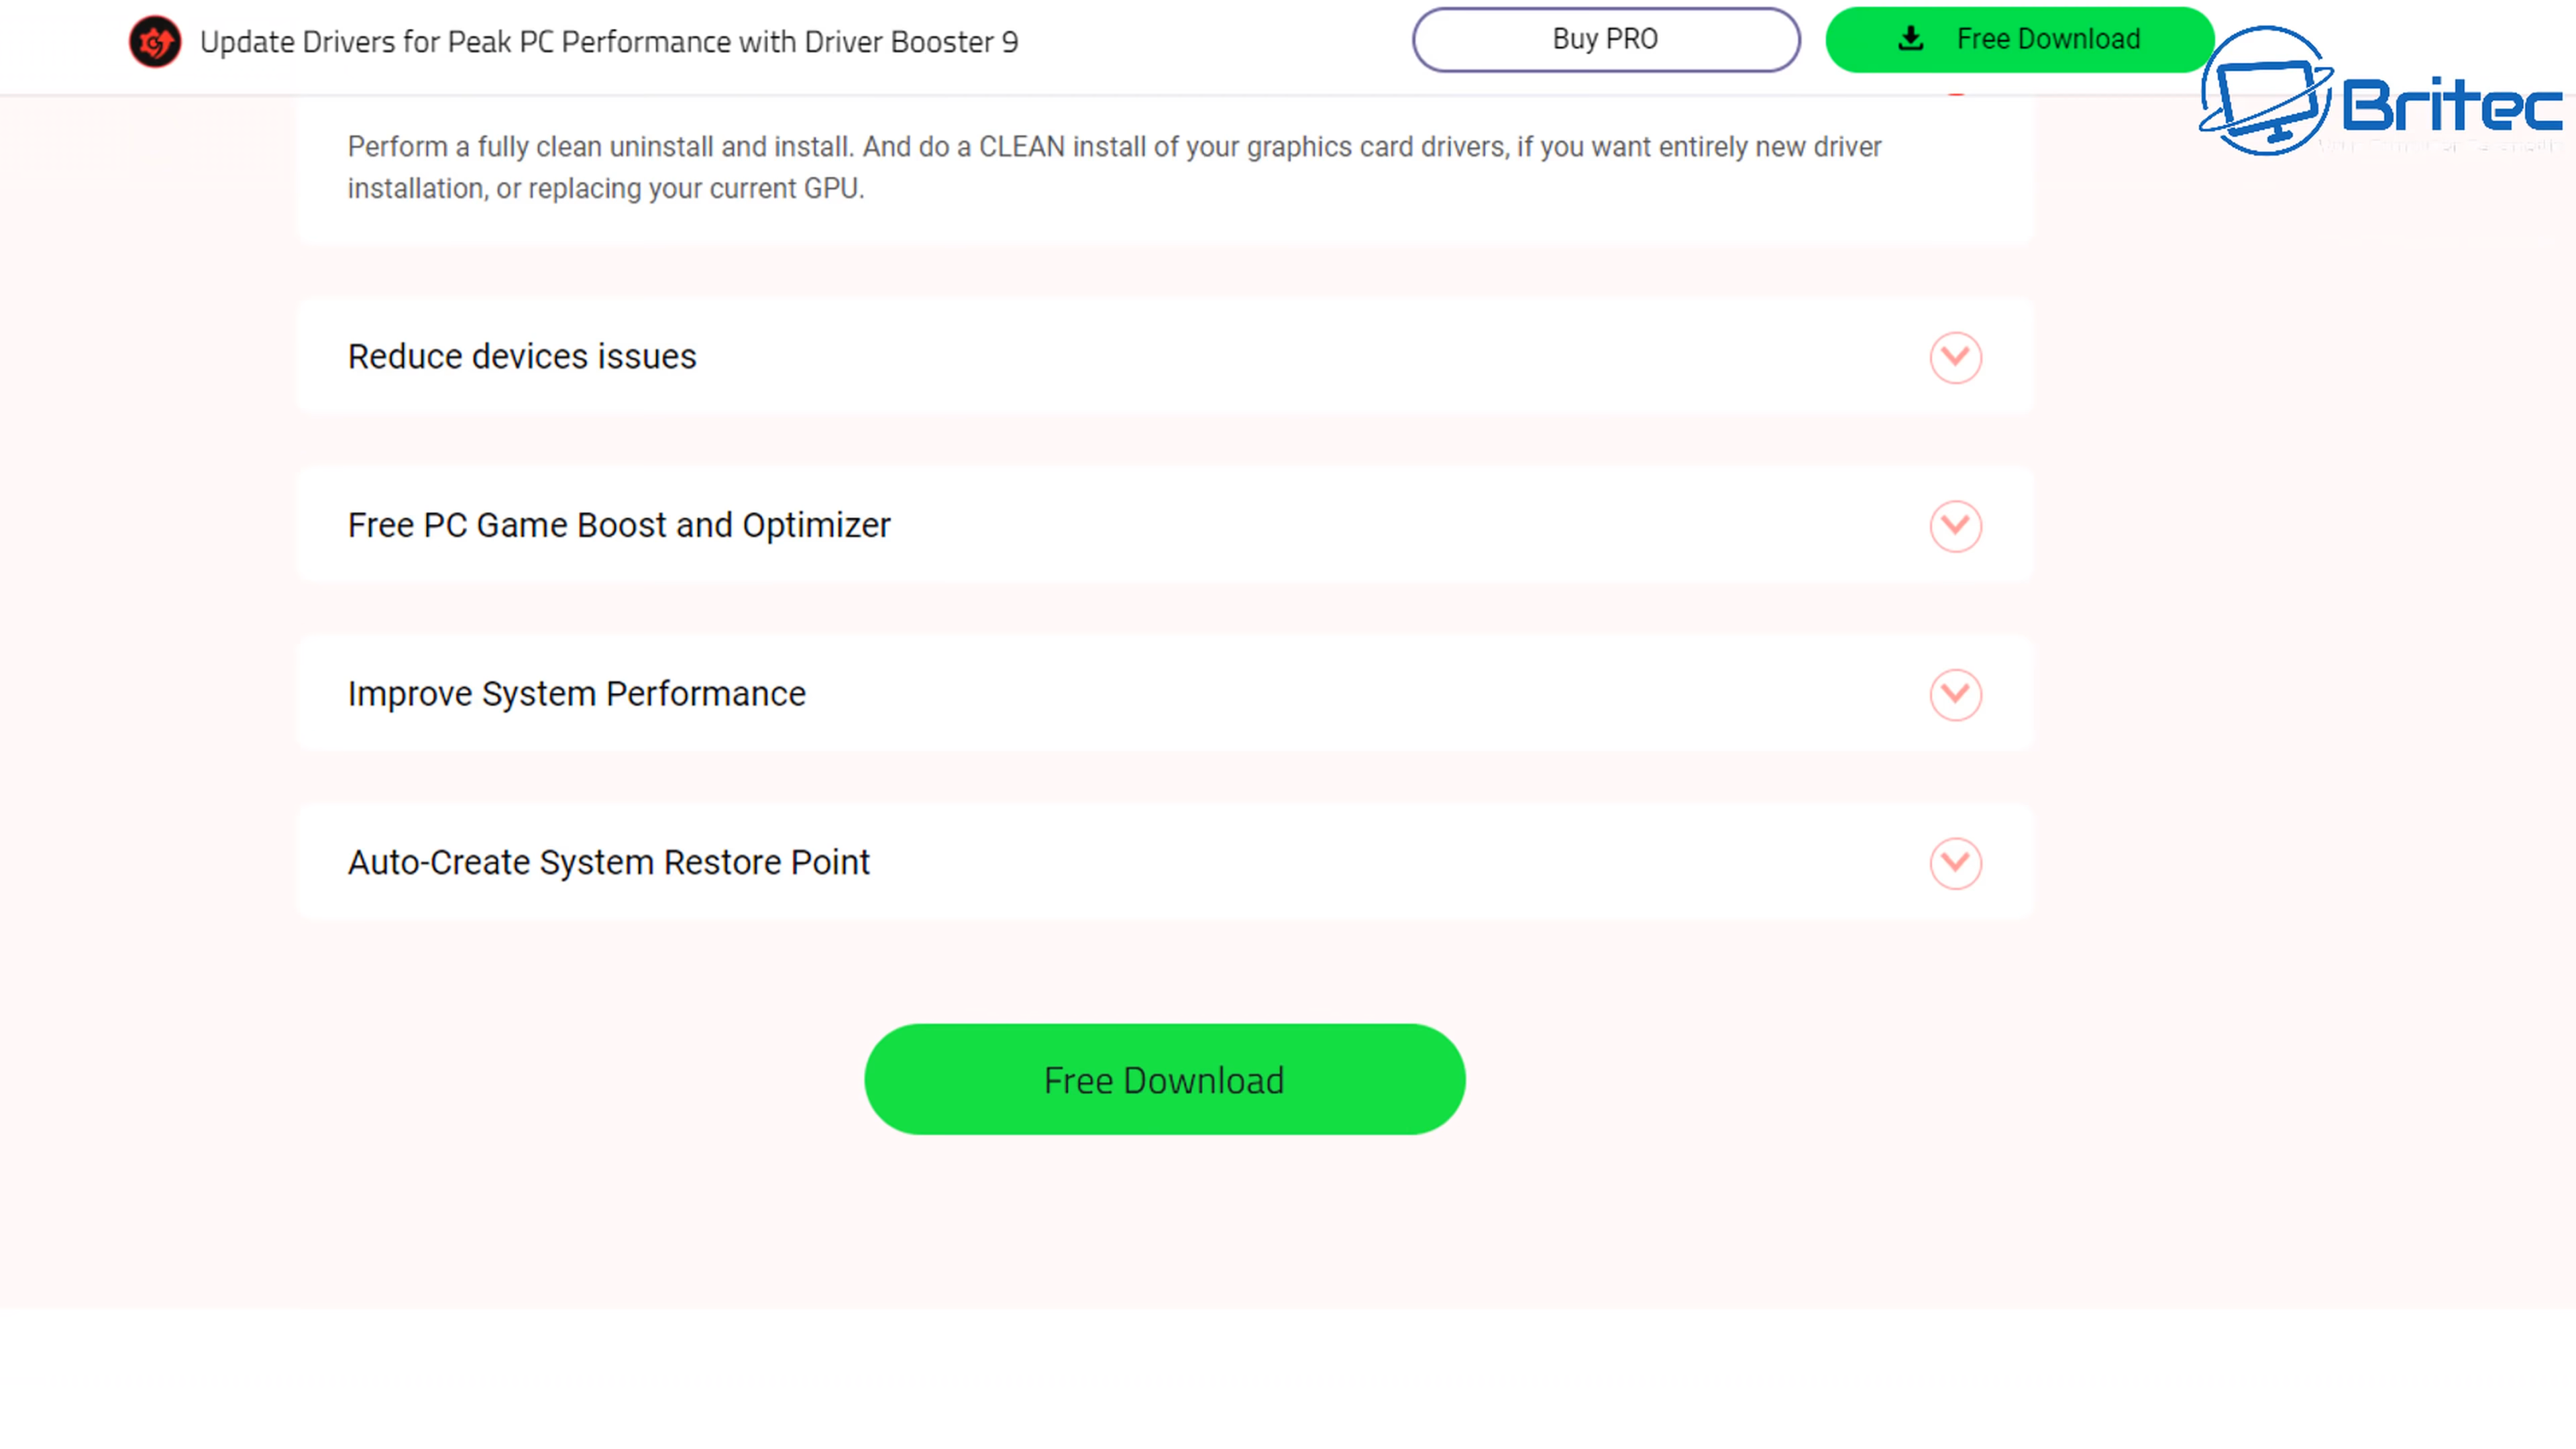 Update Drivers for Peak PC Performance with Driver Booster 9
Buy PRO
Free Download
Britec
Perform a fully clean uninstall and install. And do a CLEAN install of your graphics card drivers, if you want entirely new driver
installation, or replacing your current GPU.
Reduce devices issues
Free PC Game Boost and Optimizer
Improve System Performance
Auto-Create System Restore Point
Free Download